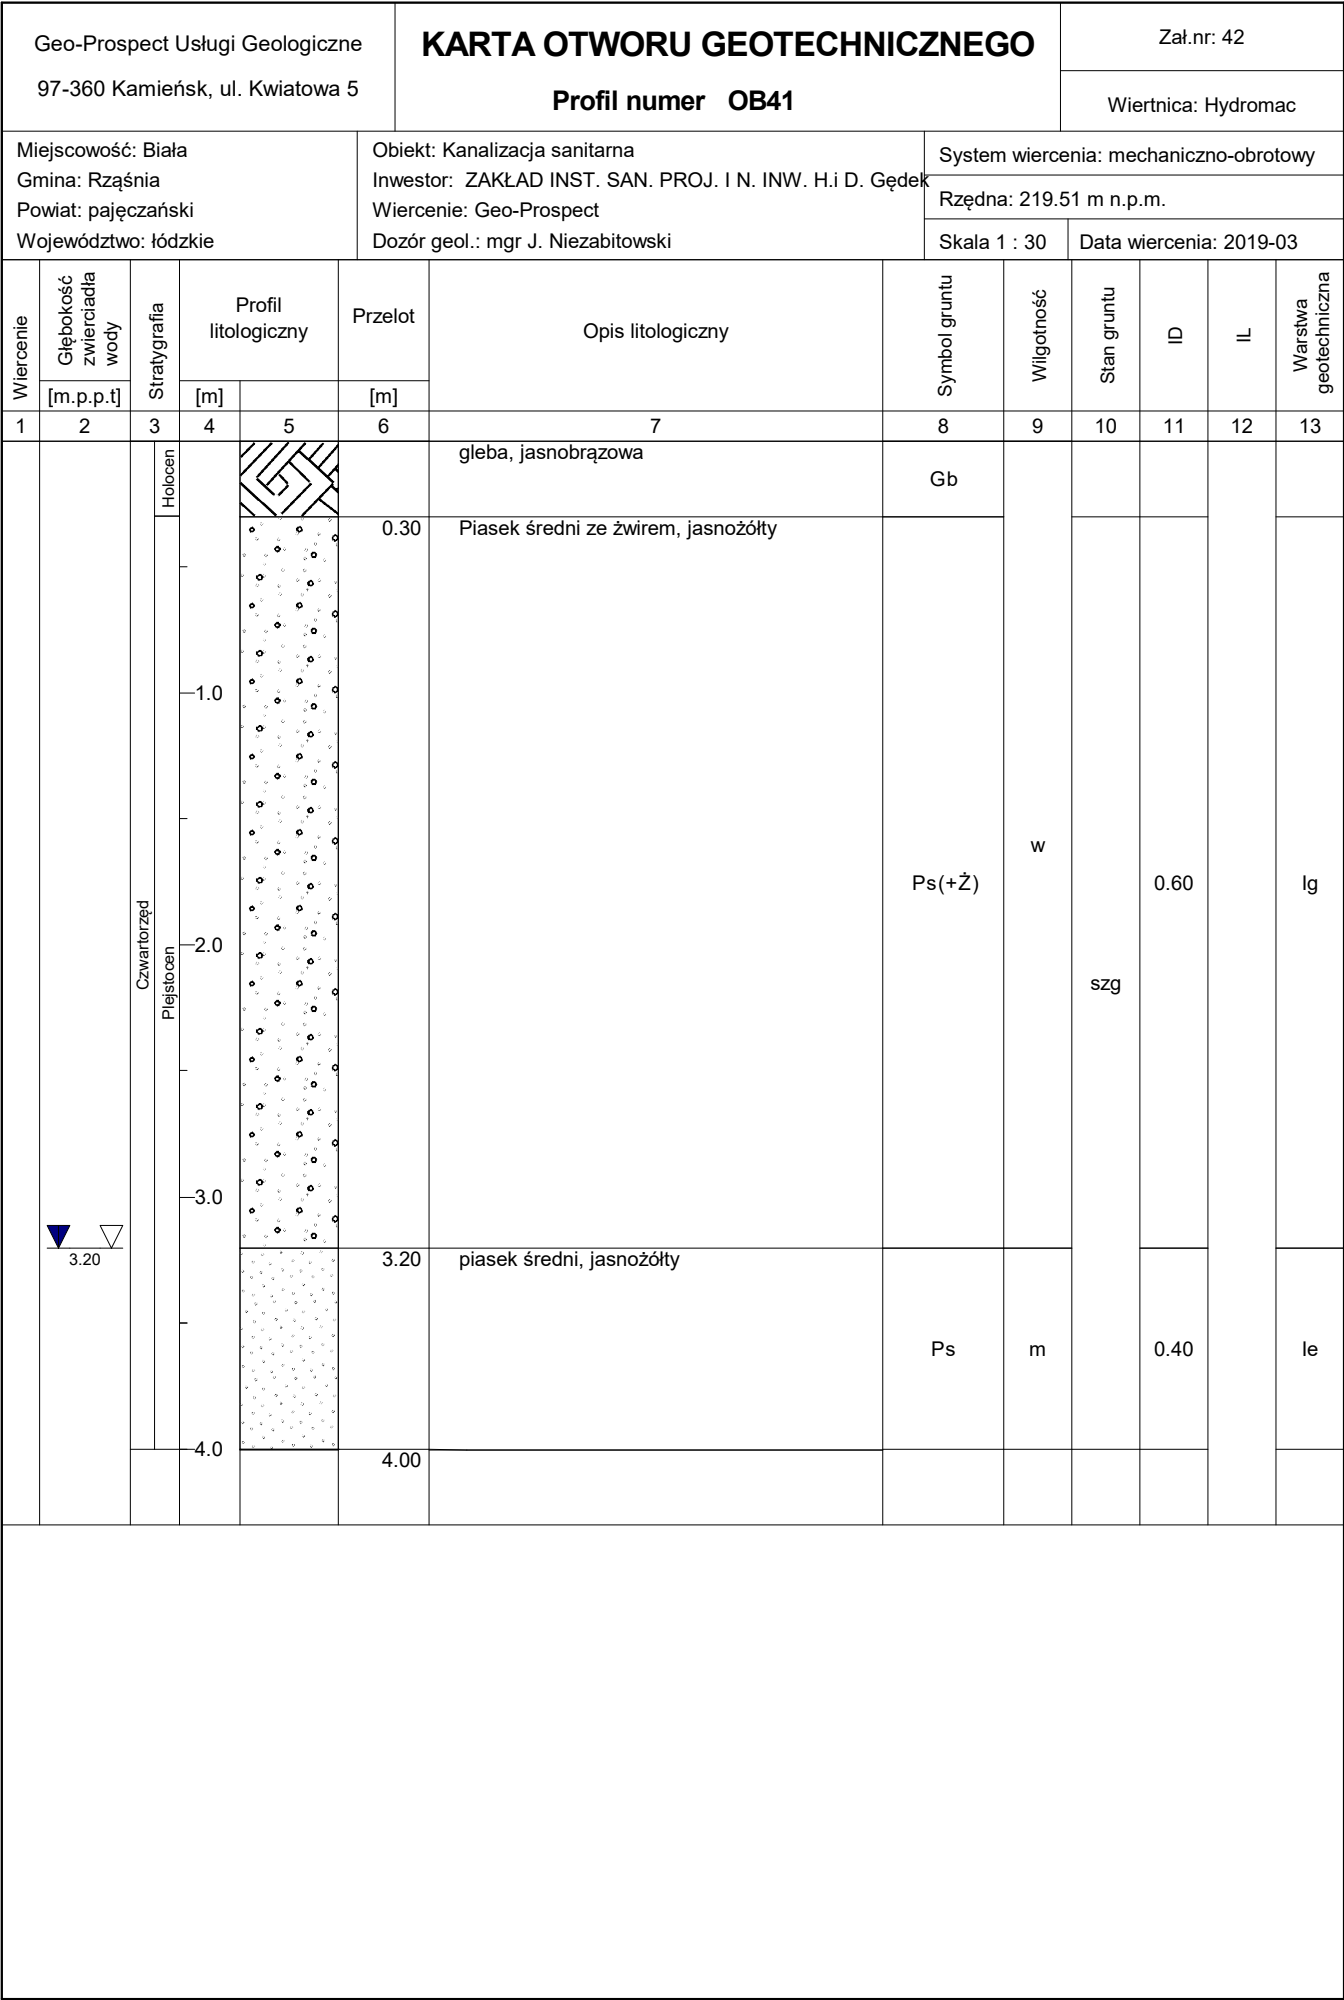 Geo-Prospect Usługi Geologiczne
97-360 Kamieńsk, ul. Kwiatowa 5
KARTA OTWORU GEOTECHNICZNEGO
Profil numer OB41
Zał.nr: 42
Wiertnica: Hydromac
Miejscowość: Biała
Gmina: Rząśnia
Powiat: pajęczański
Województwo: łódzkie
Obiekt: Kanalizacja sanitarna
Inwestor: ZAKŁAD INST. SAN. PROJ. I N. INW. H.i D. Gędek
Wiercenie: Geo-Prospect
Dozór geol.: mgr J. Niezabitowski
System wiercenia: mechaniczno-obrotowy
Rzędna: 219.51 m n.p.m.
Skala 1 : 30
Data wiercenia: 2019-03
Wiercenie
Głębokość
zwierciadła
wody
[m.p.p.t]
Stratygrafia
Profil
litologiczny
[m]
Przelot
[m]
Opis litologiczny
Symbol gruntu
Wilgotność
Stan gruntu
ID
IL
Warstwa
geotechniczna
1 2 3 4 5 6 7 8 9 10 11 12 13
Holocen
gleba, jasnobrązowa
Gb
0.30 Piasek średni ze żwirem, jasnożółty
1.0
w
Ps(+Ż) 0.60 Ig
Czwartorzęd
Plejstocen
2.0
szg
3.0
3.20
3.20 piasek średni, jasnożółty
Ps m 0.40 Ie
4.0
4.00